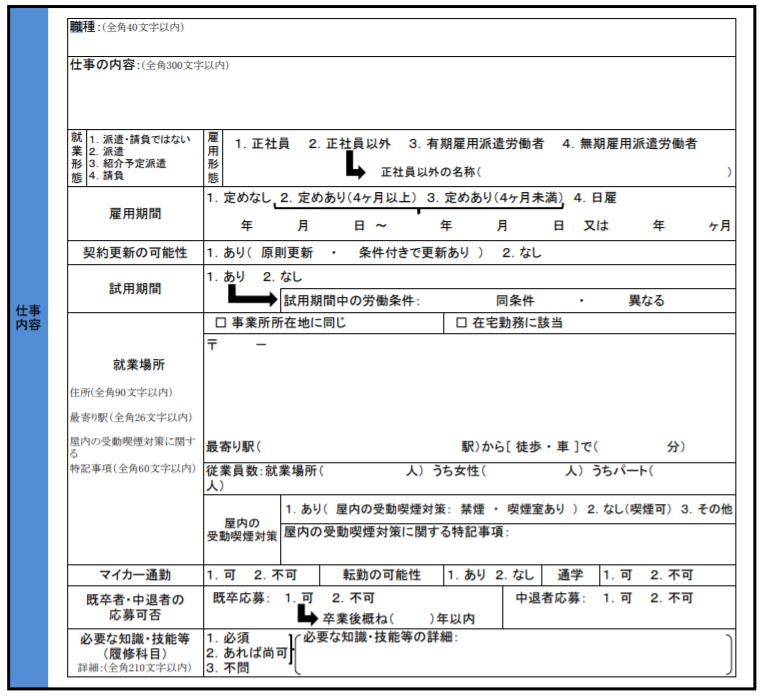 仕事
内容
職種:(全角40文字以内)
仕事の内容:(全角300文字以内)
就業形態
1. 派遣・請負ではない
2. 派遣
3. 紹介予定派遣
4. 請負
雇用形態
1. 正社員 2. 正社員以外 3. 有期雇用派遣労働者 4. 無期雇用派遣労働者
正社員以外の名称( )
雇用期間
1. 定めなし 2. 定めあり(4ヶ月以上) 3. 定めあり(4ヶ月未満) 4. 日雇
年 月 日 ～ 年 月 日 又は 年 ヶ月
契約更新の可能性
1. あり( 原則更新 ・ 条件付きで更新あり ) 2. なし
試用期間
1. あり 2. なし
試用期間中の労働条件: 同条件 ・ 異なる
就業場所
住所(全角90文字以内)
最寄り駅(全角26文字以内)
屋内の受動喫煙対策に関す
る
特記事項(全角60文字以内)
□ 事業所所在地に同じ □ 在宅勤務に該当
〒 －
最寄り駅( 駅)から[ 徒歩・車 ]で( 分)
従業員数:就業場所( 人) うち女性( 人) うちパート(
人)
屋内の
受動喫煙対策
1. あり( 屋内の受動喫煙対策: 禁煙 ・ 喫煙室あり ) 2. なし(喫煙可) 3. その他
屋内の受動喫煙対策に関する特記事項:
マイカー通勤 1. 可 2. 不可 転勤の可能性 1. あり 2. なし 通学 1. 可 2. 不可
既卒者・中退者の
応募可否
既卒応募: 1. 可 2. 不可 中退者応募: 1. 可 2. 不可
卒業後概ね( )年以内
必要な知識・技能等
(履修科目)
詳細:(全角210文字以内)
1. 必須
2. あれば尚可
3. 不問
必要な知識・技能等の詳細: